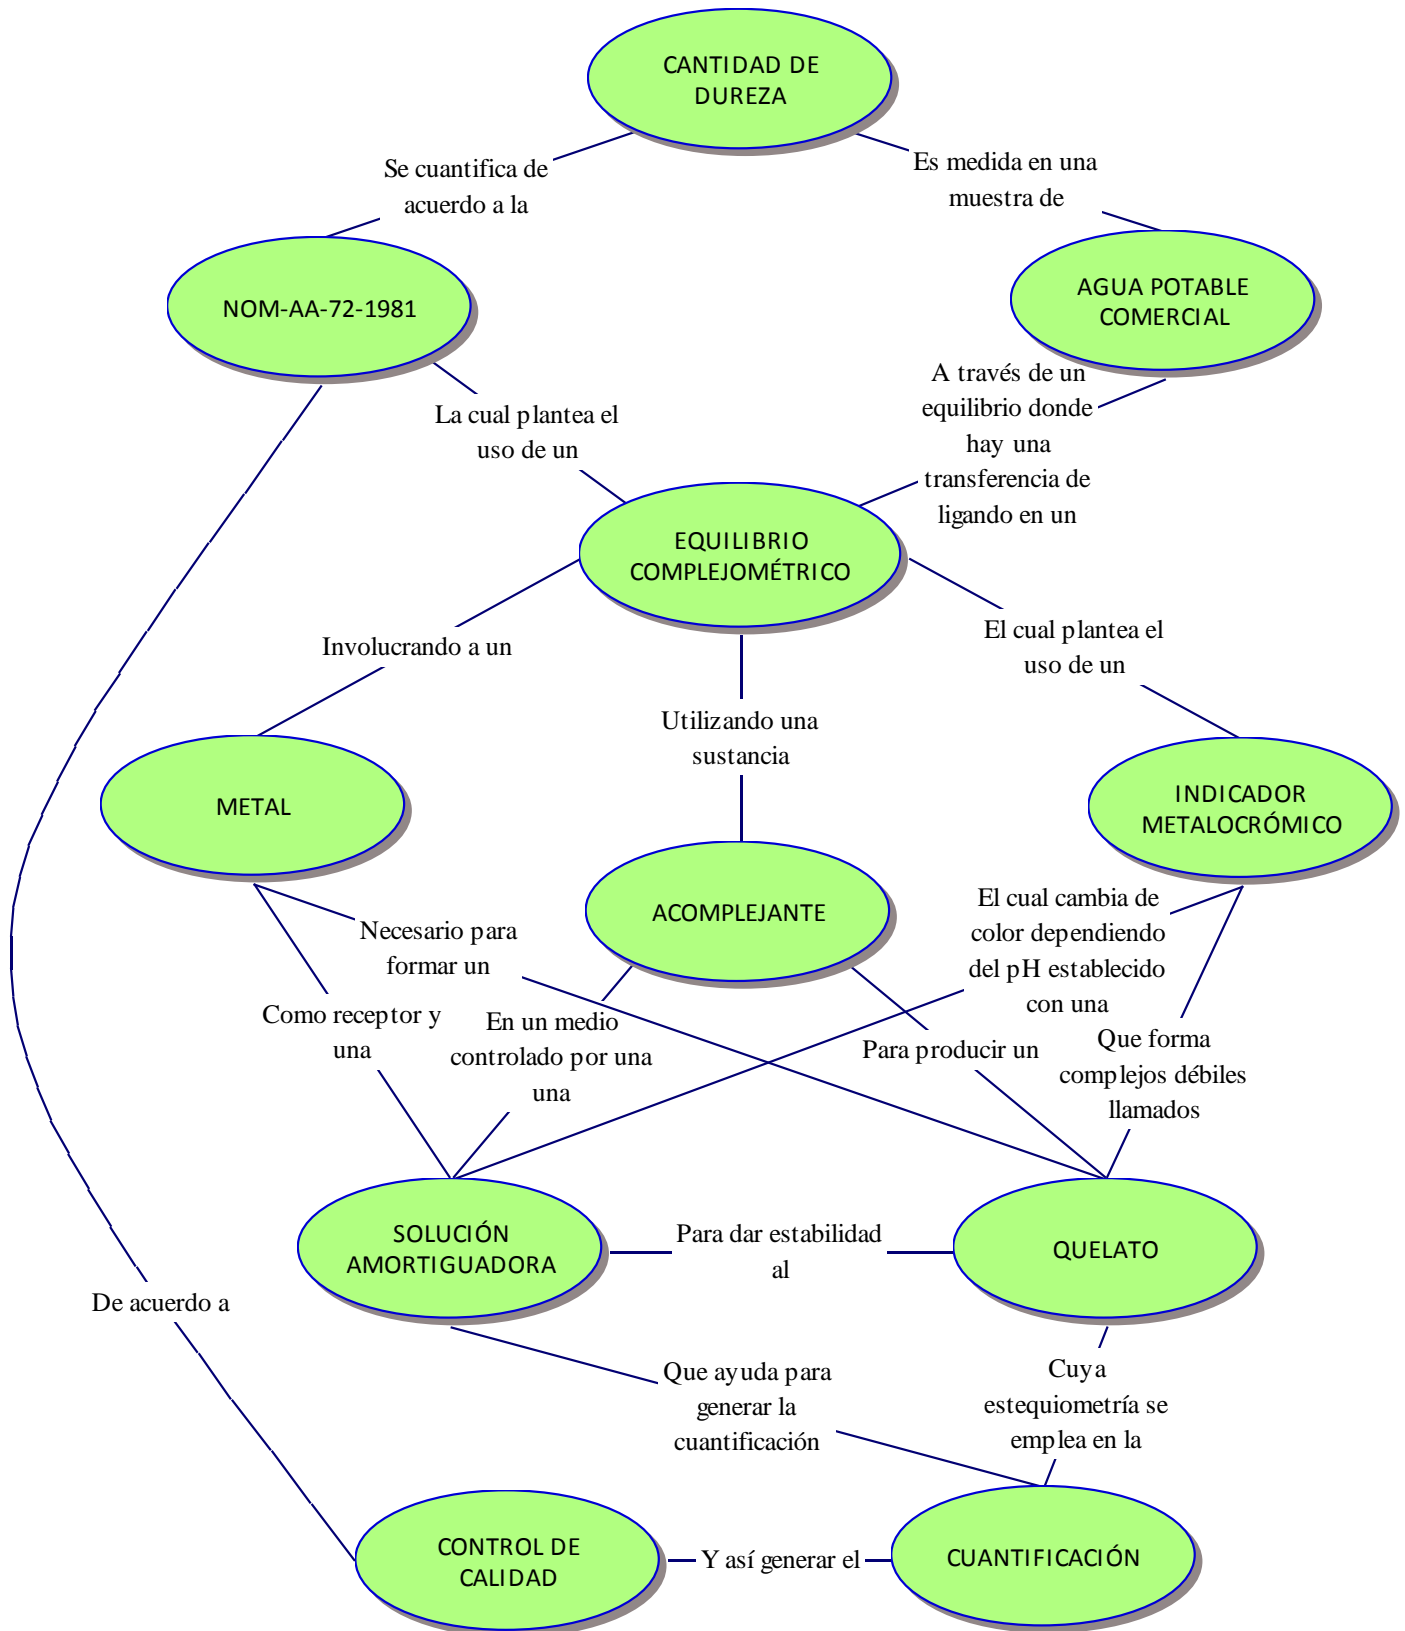 CANTIDAD DE
DUREZA
Se cuantifica de
acuerdo a la
Es medida en una
muestra de
NOM-AA-72-1981
AGUA POTABLE
COMERCIAL
La cual plantea el
uso de un
A través de un
equilibrio donde
hay una
transferencia de
ligando en un
EQUILIBRIO
COMPLEJOMÉTRICO
Involucrando a un
Utilizando una
sustancia
El cual plantea el
uso de un
METAL
ACOMPLEJANTE
INDICADOR
METALOCRÓMICO
Necesario para
formar un
Como receptor y
una
En un medio
controlado por una
una
El cual cambia de
color dependiendo
del pH establecido
con una
Para producir un
Que forma
complejos débiles
llamados
SOLUCIÓN
AMORTIGUADORA
Para dar estabilidad
al
QUELATO
De acuerdo a
Que ayuda para
generar la
cuantificación
Cuya
estequiometría se
emplea en la
CONTROL DE
CALIDAD
Y así generar el
CUANTIFICACIÓN